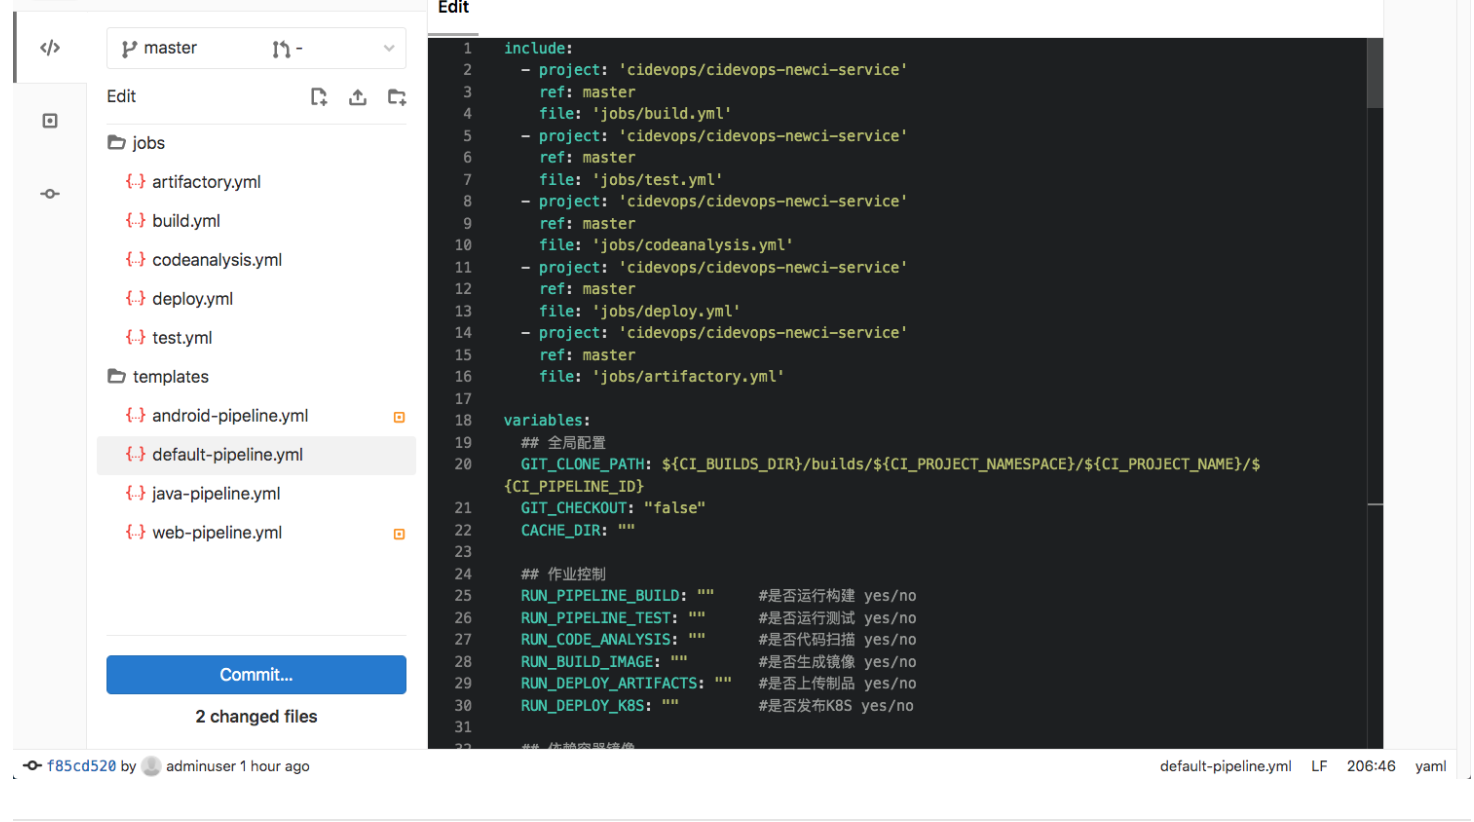 master
-
Edit
jobs
{..} artifactory.yml
{..} build.yml
{..} codeanalysis.yml
{..} deploy.yml
{..} test.yml
templates
{..} android-pipeline.yml
{..} default-pipeline.yml
{..} java-pipeline.yml
{..} web-pipeline.yml
Commit...
2 changed files
Edit
1 include:
2   - project: 'cidevops/cidevops-newci-service'
3     ref: master
4     file: 'jobs/build.yml'
5   - project: 'cidevops/cidevops-newci-service'
6     ref: master
7     file: 'jobs/test.yml'
8   - project: 'cidevops/cidevops-newci-service'
9     ref: master
10     file: 'jobs/codeanalysis.yml'
11   - project: 'cidevops/cidevops-newci-service'
12     ref: master
13     file: 'jobs/deploy.yml'
14   - project: 'cidevops/cidevops-newci-service'
15     ref: master
16     file: 'jobs/artifactory.yml'
17
18 variables:
19   ## 全局配置
20   GIT_CLONE_PATH: ${CI_BUILDS_DIR}/builds/${CI_PROJECT_NAMESPACE}/${CI_PROJECT_NAME}/$
{CI_PIPELINE_ID}
21   GIT_CHECKOUT: "false"
22   CACHE_DIR: ""
23
24   ## 作业控制
25   RUN_PIPELINE_BUILD: ""     #是否运行构建 yes/no
26   RUN_PIPELINE_TEST: ""      #是否运行测试 yes/no
27   RUN_CODE_ANALYSIS: ""      #是否代码扫描 yes/no
28   RUN_BUILD_IMAGE: ""        #是否生成镜像 yes/no
29   RUN_DEPLOY_ARTIFACTS: ""   #是否上传制品 yes/no
30   RUN_DEPLOY_K8S: ""         #是否发布K8S yes/no
31
32   ## 依赖容器镜像
f85cd520 by adminuser 1 hour ago
default-pipeline.yml LF 206:46 yaml